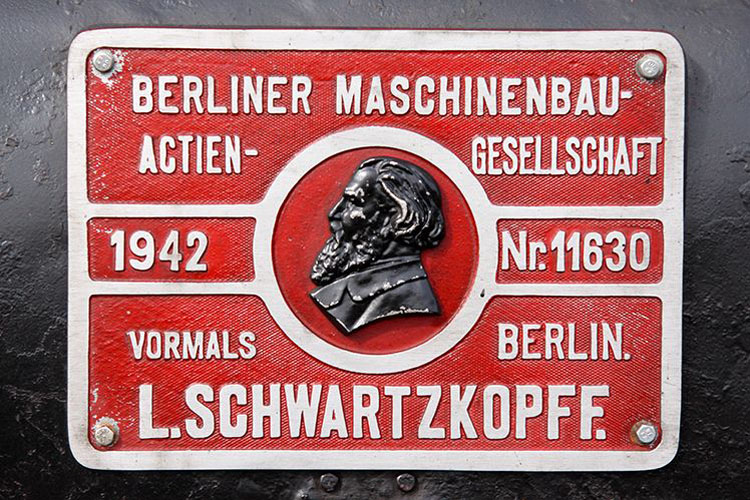 BERLINER MASCHINENBAU-
ACTIEN- GESELLSCHAFT
1942 Nr. 11630
VORMALS BERLIN.
L. SCHWARTZKOPFF.